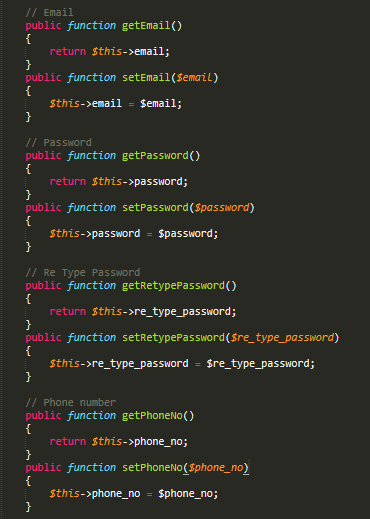 // Email
public function getEmail()
{
return $this->email;
}
public function setEmail($email)
{
$this->email = $email;
}
// Password
public function getPassword()
{
return $this->password;
}
public function setPassword($password)
{
$this->password = $password;
}
// Re Type Password
public function getRetypePassword()
{
return $this->re_type_password;
}
public function setRetypePassword($re_type_password)
{
$this->re_type_password = $re_type_password;
}
// Phone number
public function getPhoneNo()
{
return $this->phone_no;
}
public function setPhoneNo($phone_no)
{
$this->phone_no = $phone_no;
}